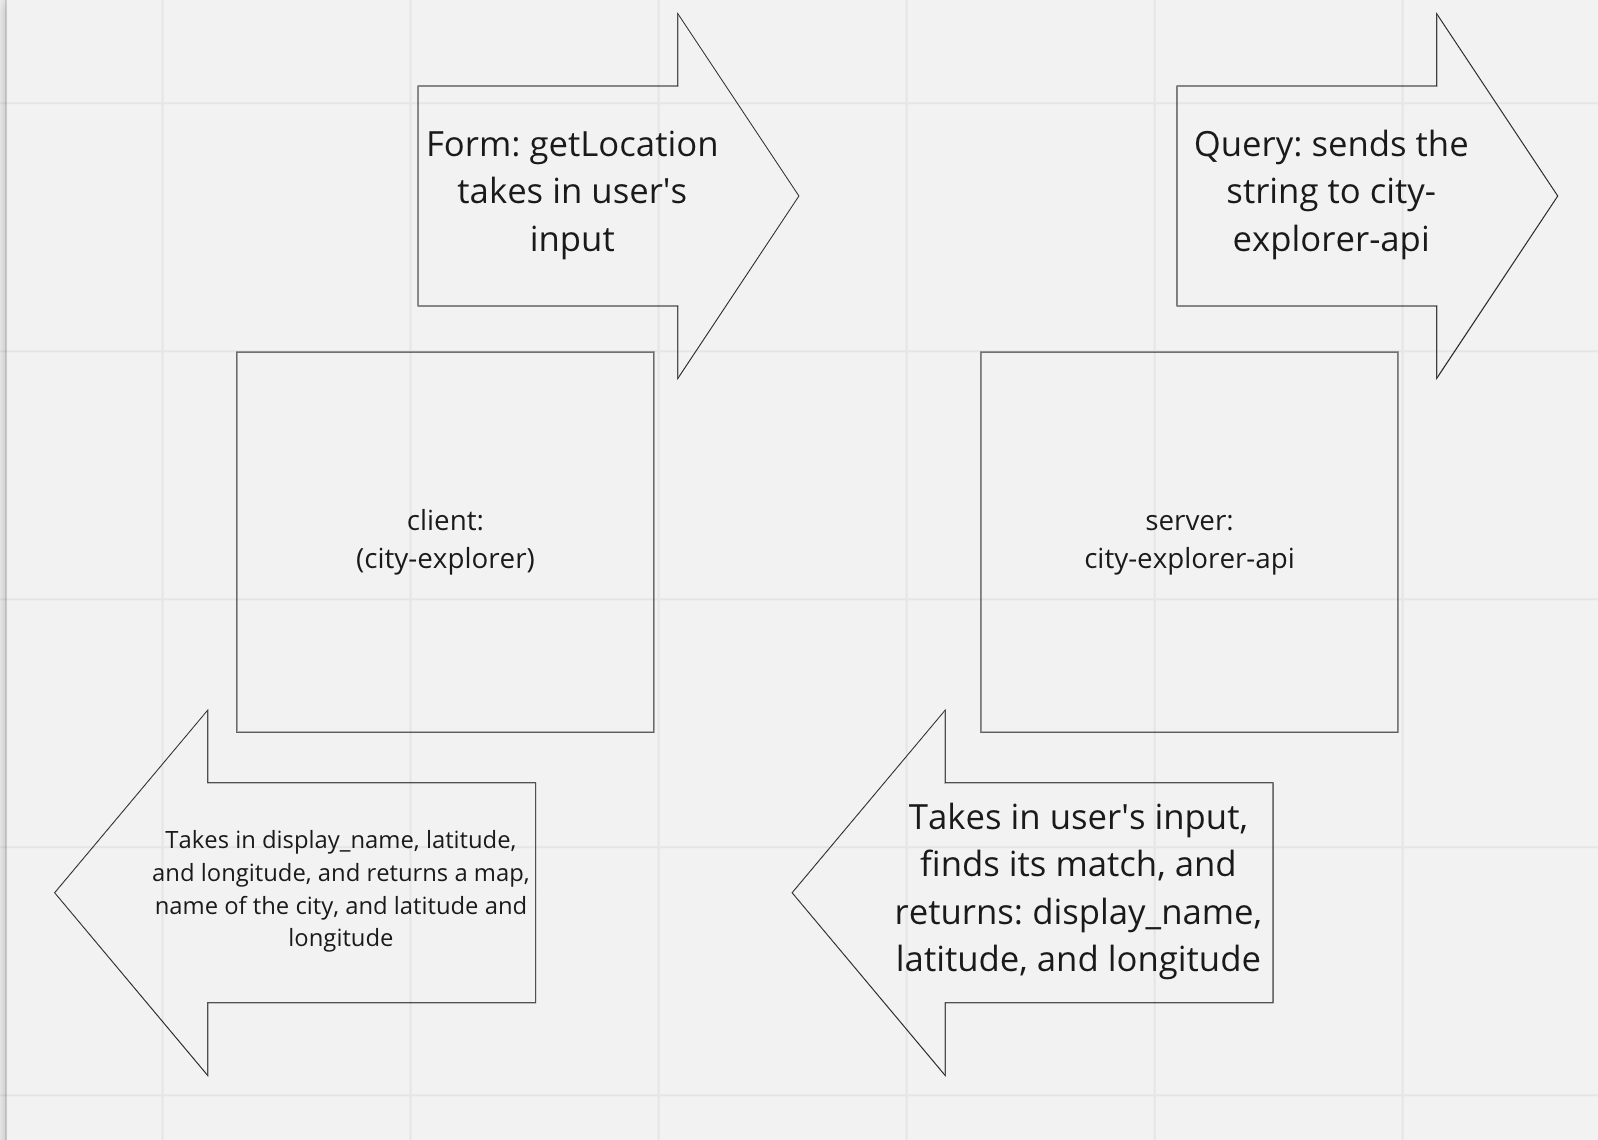 Form: getLocation
takes in user's
input
Query: sends the
string to city-
explorer-api
client:
(city-explorer)
server:
city-explorer-api
Takes in display_name, latitude,
and longitude, and returns a map,
name of the city, and latitude and
longitude
Takes in user's input,
finds its match, and
returns: display_name,
latitude, and longitude